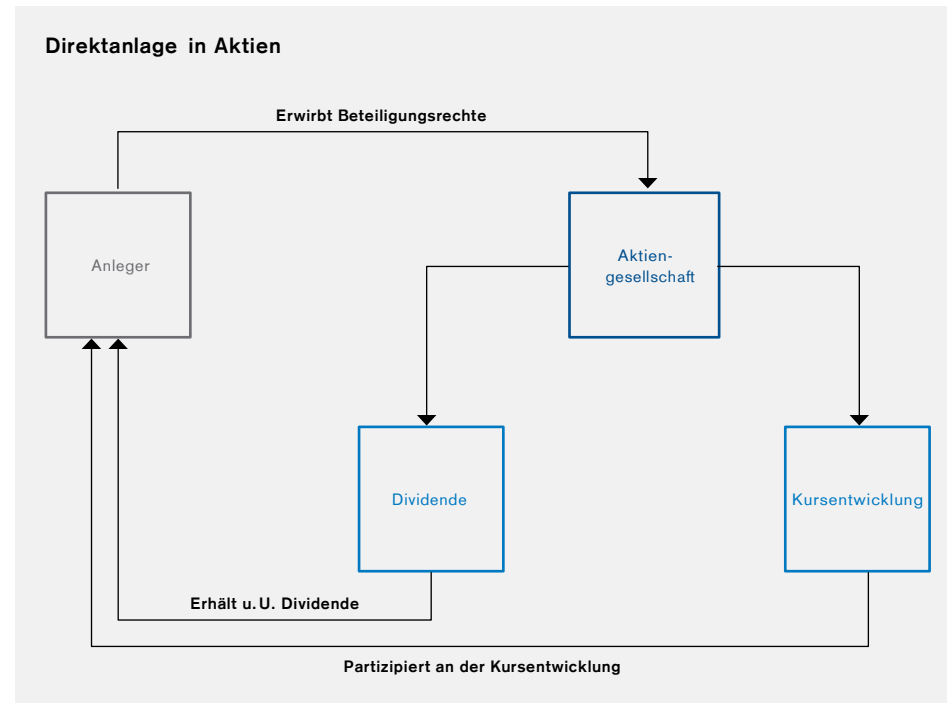 Direktanlage in Aktien
Erwirbt Beteiligungsrechte
Anleger
Aktien-
gesellschaft
Dividende
Kursentwicklung
Erhält u. U. Dividende
Partizipiert an der Kursentwicklung